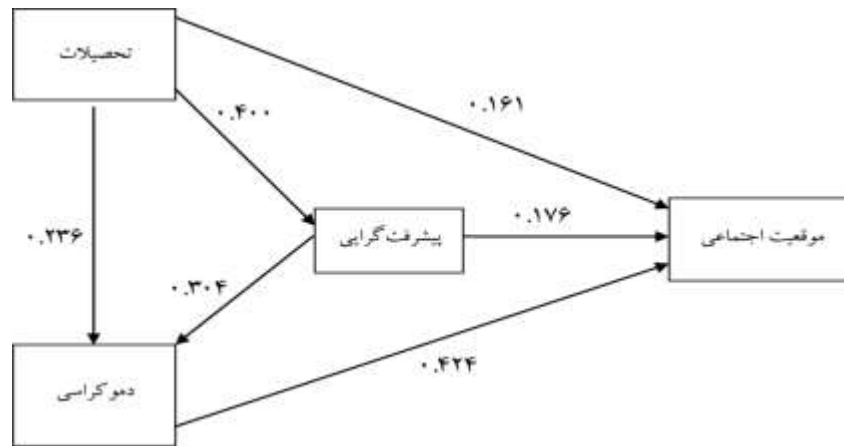 تحصیلات
۰.۱۶۱
۰.۴۰۰
۰.۱۷۶
موقعیت اجتماعی
پیشرفت‌گرایی
۰.۲۳۶
۰.۳۰۴
۰.۴۲۴
دموکراسی